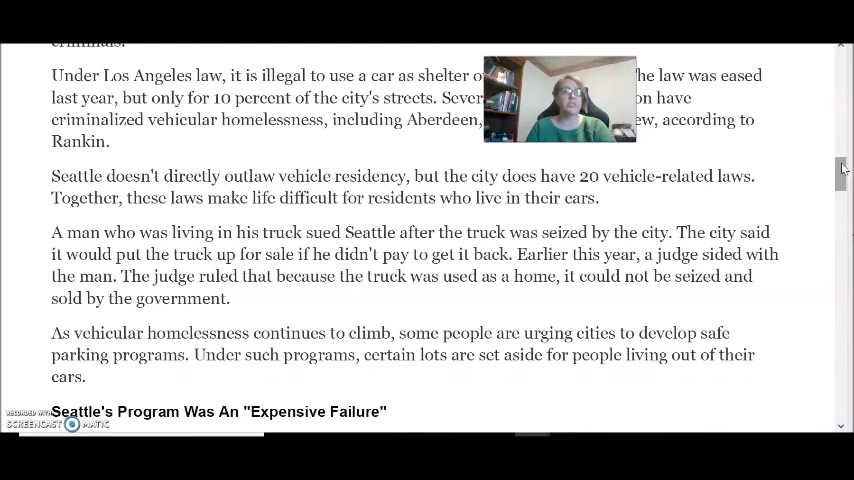 criminals.
Under Los Angeles law, it is illegal to use a car as shelter o he law was eased
last year, but only for 10 percent of the city's streets. Sever on have
criminalized vehicular homelessness, including Aberdeen, ew, according to
Rankin.
Seattle doesn't directly outlaw vehicle residency, but the city does have 20 vehicle-related laws.
Together, these laws make life difficult for residents who live in their cars.
A man who was living in his truck sued Seattle after the truck was seized by the city. The city said
it would put the truck up for sale if he didn't pay to get it back. Earlier this year, a judge sided with
the man. The judge ruled that because the truck was used as a home, it could not be seized and
sold by the government.
As vehicular homelessness continues to climb, some people are urging cities to develop safe
parking programs. Under such programs, certain lots are set aside for people living out of their
cars.
Seattle's Program Was An "Expensive Failure"
RECORDED WITH
SCREENCAST MATIC